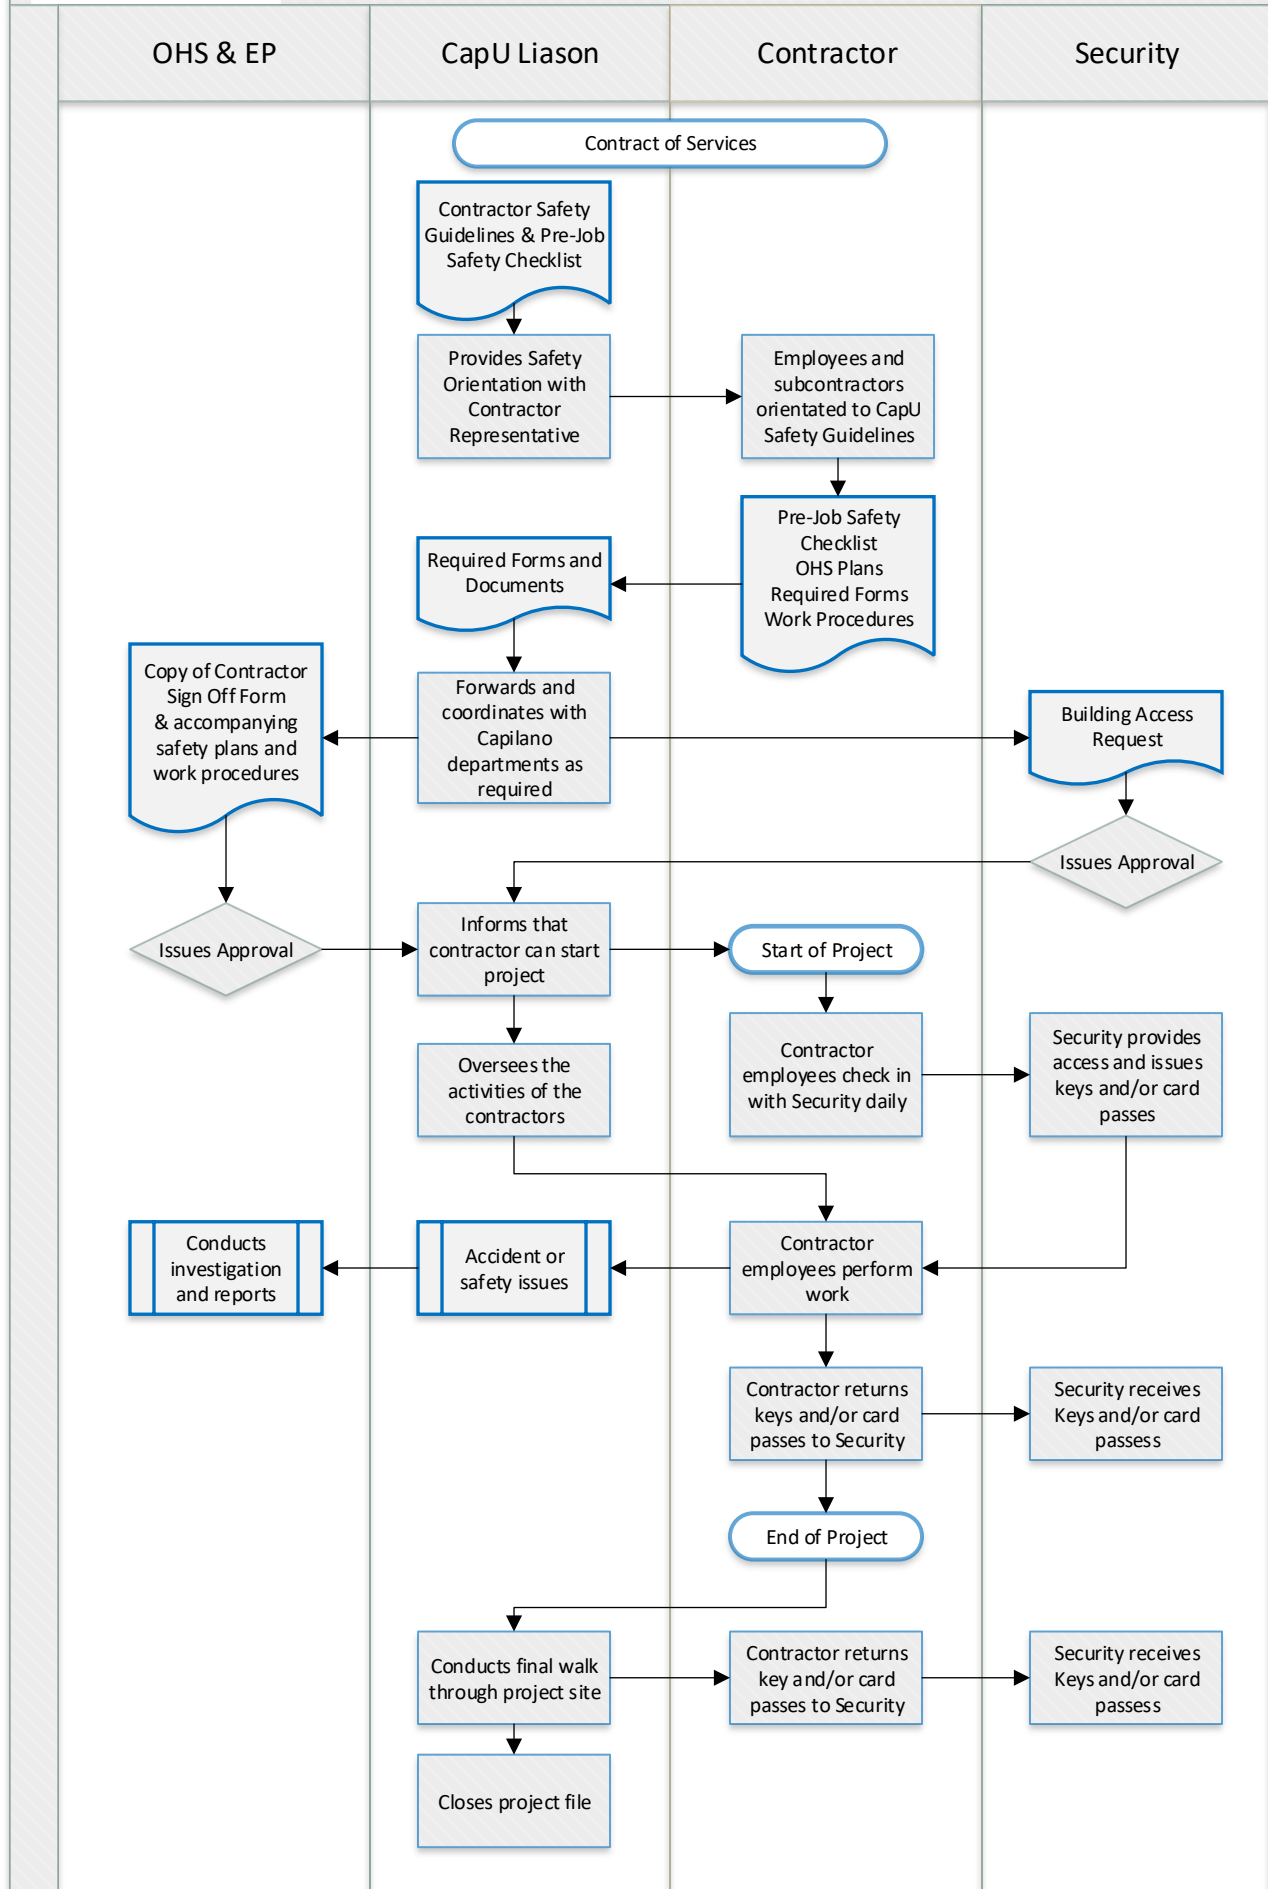 OHS & EP
CapU Liason
Contractor
Security
Contract of Services
Contractor Safety
Guidelines & Pre-Job
Safety Checklist
Provides Safety
Orientation with
Contractor
Representative
Employees and
subcontractors
orientated to CapU
Safety Guidelines
Pre-Job Safety
Checklist
OHS Plans
Required Forms
Work Procedures
Required Forms and
Documents
Copy of Contractor
Sign Off Form
& accompanying
safety plans and
work procedures
Forwards and
coordinates with
Capilano
departments as
required
Building Access
Request
Issues Approval
Issues Approval
Informs that
contractor can start
project
Start of Project
Oversees the
activities of the
contractors
Contractor
employees check in
with Security daily
Security provides
access and issues
keys and/or card
passes
Conducts
investigation
and reports
Accident or
safety issues
Contractor
employees perform
work
Contractor returns
keys and/or card
passes to Security
Security receives
Keys and/or card
passess
End of Project
Conducts final walk
through project site
Contractor returns
key and/or card
passes to Security
Security receives
Keys and/or card
passess
Closes project file